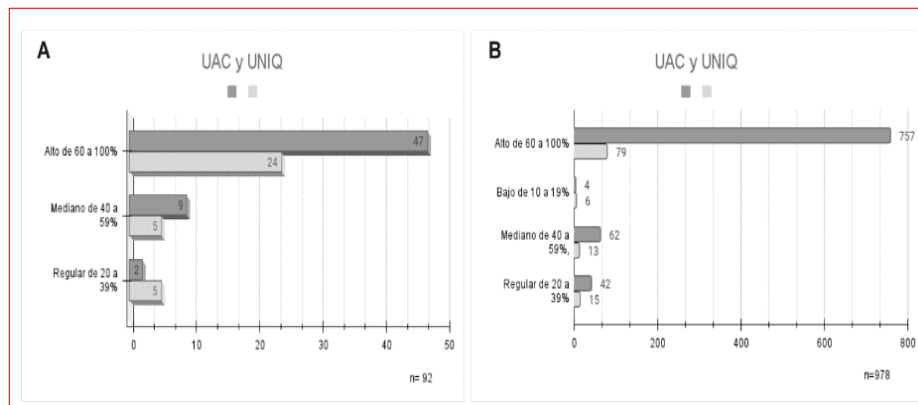 A
UAC y UNIQ
Alto de 60 a 100%
47
24
Mediano de 40 a
59%
9
5
Regular de 20 a
39%
2
5
0
10
20
30
40
50
n= 92
B
UAC y UNIQ
Alto de 60 a 100%
757
79
Bajo de 10 a 19%
4
6
Mediano de 40 a
59%,
62
13
Regular de 20 a
39%
42
15
0
200
400
600
800
n=978